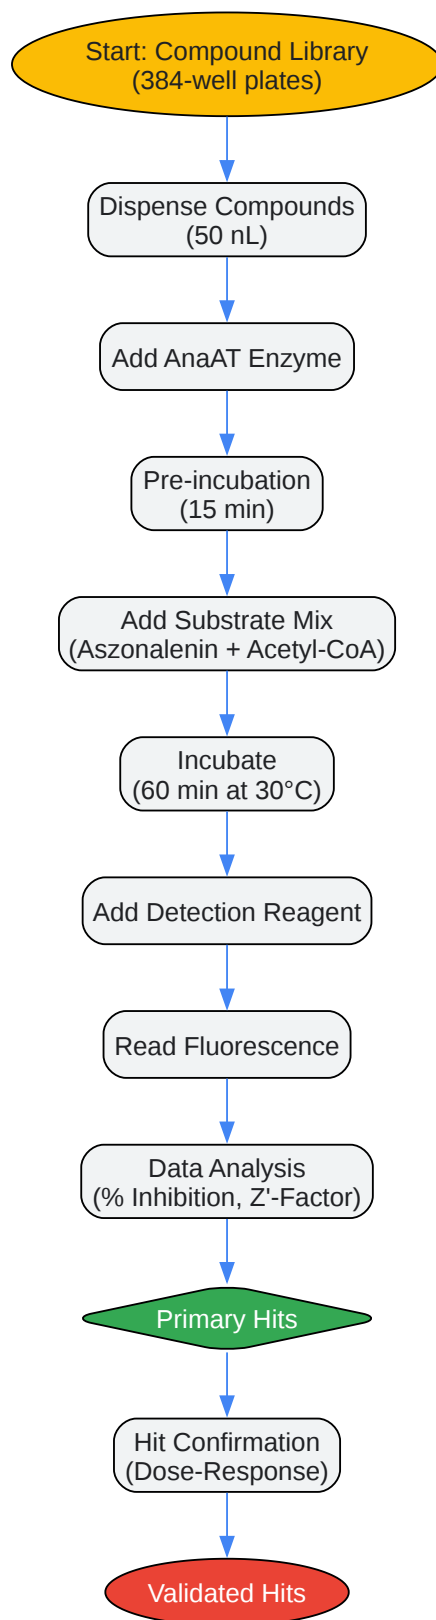 Start: Compound Library
(384-well plates)
Dispense Compounds
(50 nL)
Add AnaAT Enzyme
Pre-incubation
(15 min)
Add Substrate Mix
(Aszonalenin + Acetyl-CoA)
Incubate
(60 min at 30°C)
Add Detection Reagent
Read Fluorescence
Data Analysis
(% Inhibition, Z'-Factor)
Primary Hits
Hit Confirmation
(Dose-Response)
Validated Hits